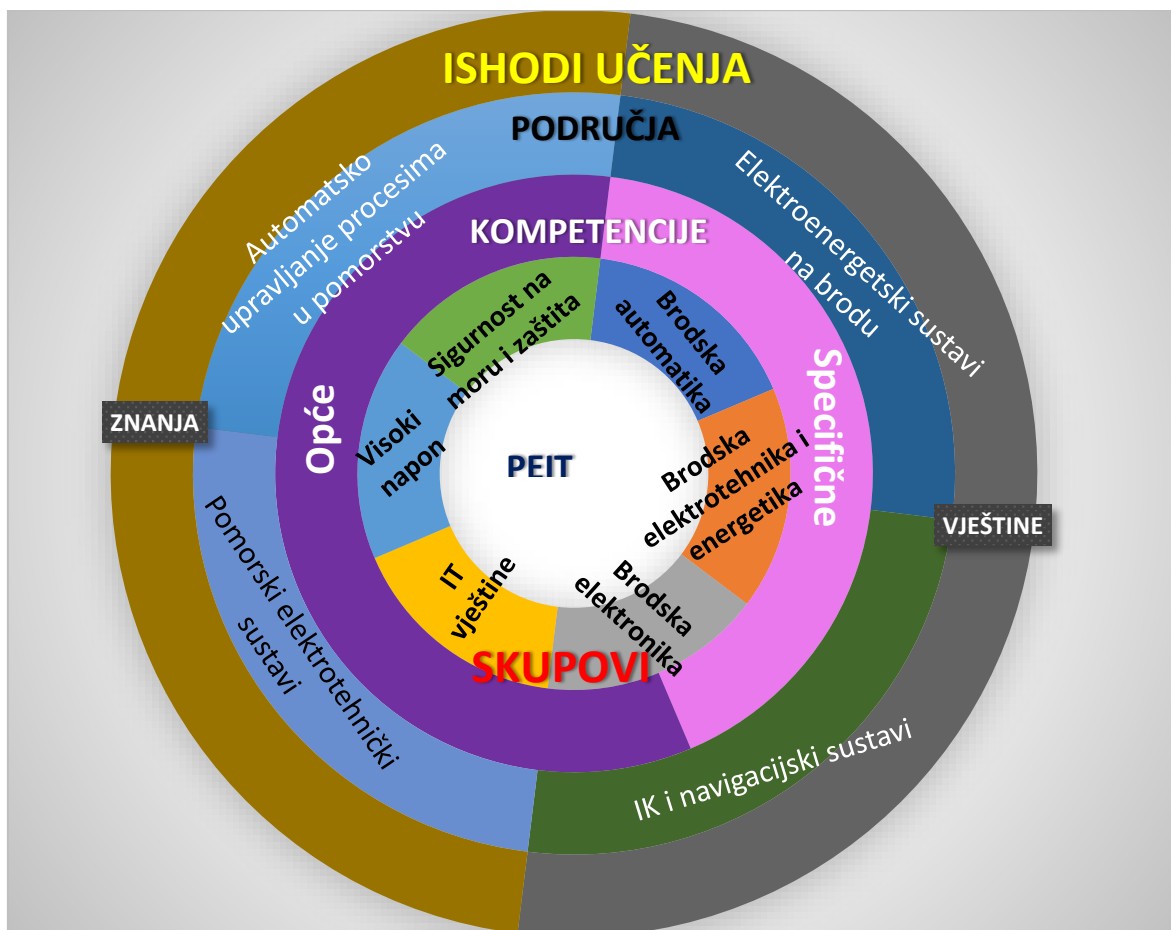 ISHODI UČENJA
PODRUČJA
Automatsko
upravljanje procesima
u pomorstvu
Elektroenergetski sustavi
na brodu
KOMPETENCIJE
Sigurnost na
moru i zaštita
Brodska
automatika
Opće
Specifične
ZNANJA
Visoki
napon
PEIT
Brodska
elektrotehnika i
energetika
VJEŠTINE
Pomorski elektrotehnički
sustavi
IT
vještine
Brodska
elektronika
SKUPOVI
IK i navigacijski sustavi